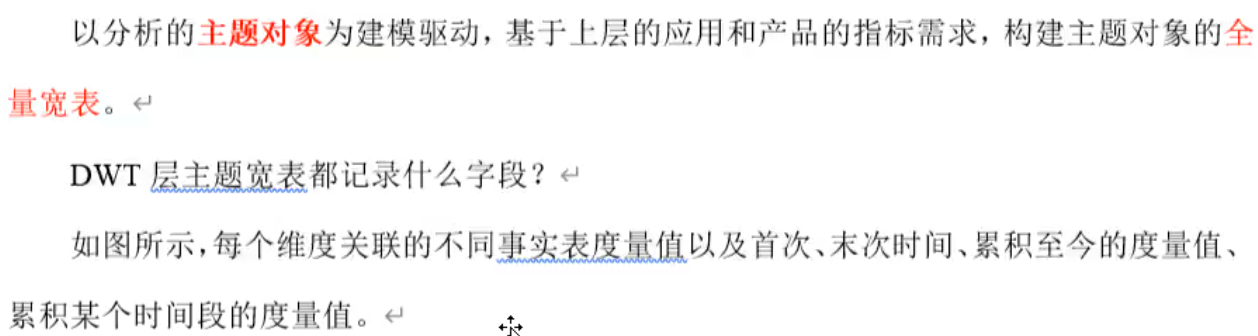 以分析的主题对象为建模驱动，基于上层的应用和产品的指标需求，构建主题对象的全
量宽表。
DWT 层主题宽表都记录什么字段？
如图所示，每个维度关联的不同事实表度量值以及首次、末次时间、累积至今的度量值、
累积某个时间段的度量值。